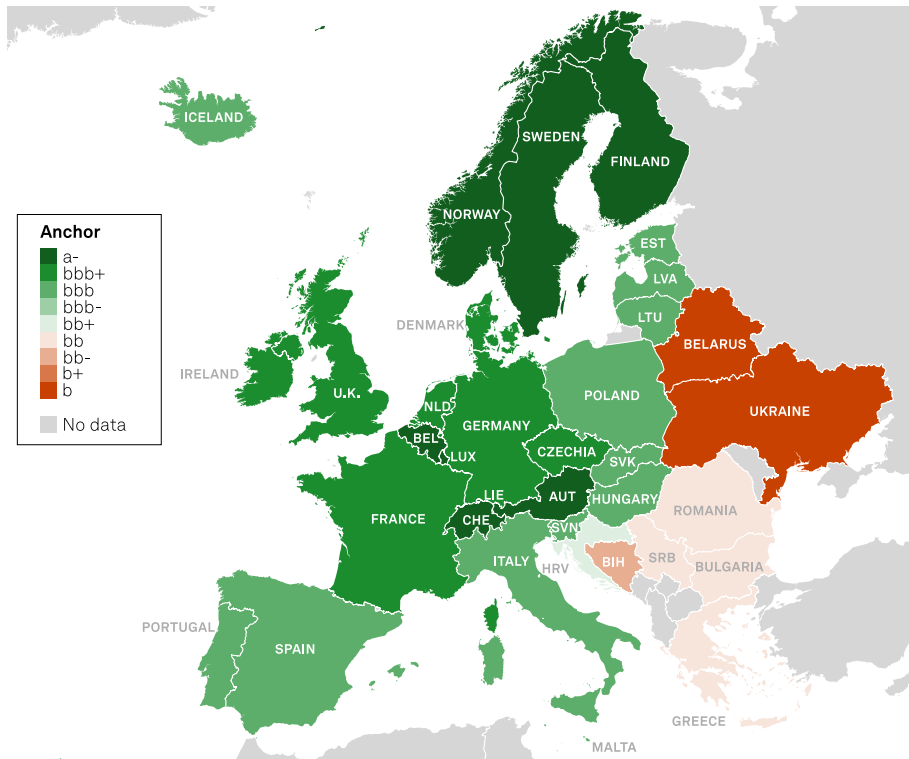 ICELAND
SWEDEN
FINLAND
NORWAY
Anchor
a-
bbb+
bbb
bbb-
bb+
bb
bb-
b+
b
No data
EST
LVA
LTU
DENMARK
BELARUS
IRELAND
U.K.
NLD
POLAND
UKRAINE
GERMANY
BEL
LUX
CZECHIA
SVK
LIE
AUT
HUNGARY
FRANCE
CHE
SVN
ROMANIA
ITALY
HRV
BIH
SRB
BULGARIA
PORTUGAL
SPAIN
GREECE
MALTA